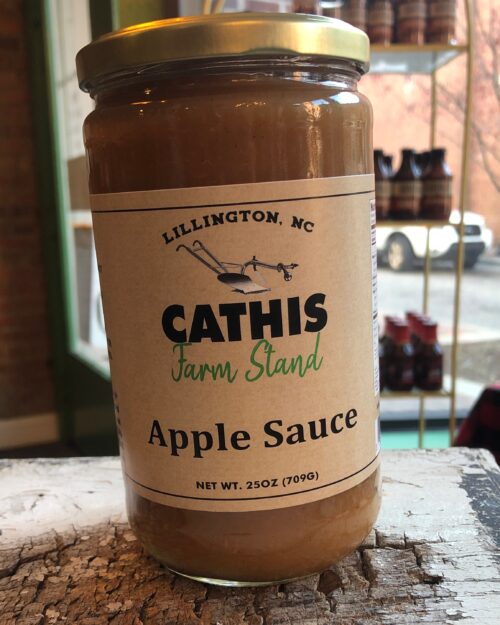 LILLINGTON, NC
CATHIS
Farm Stand
Apple Sauce
NET WT. 25OZ (709G)